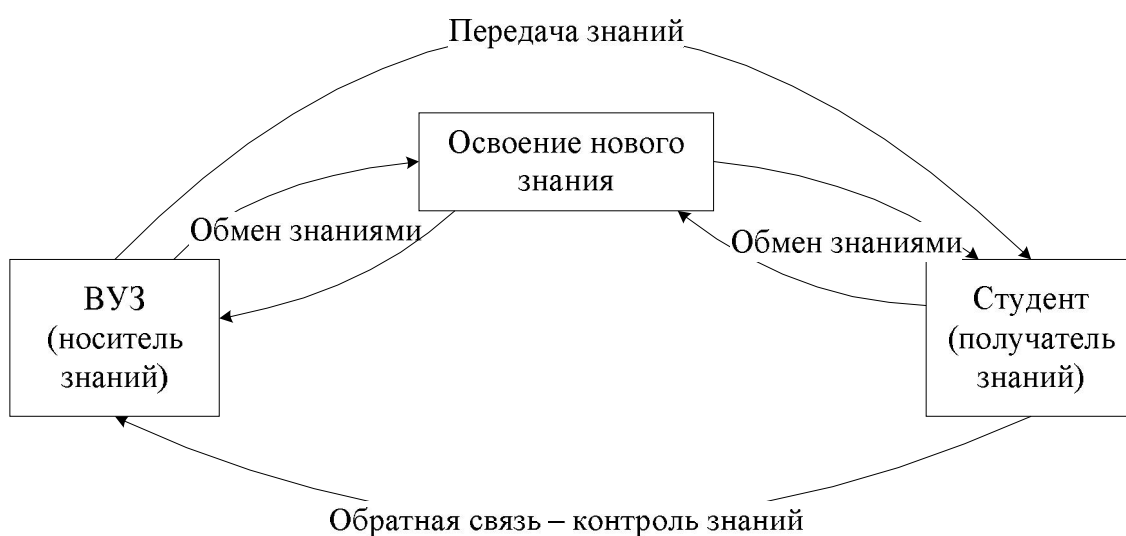 Передача знаний
Освоение нового
знания
Обмен знаниями
Обмен знаниями
ВУЗ
(носитель
знаний)
Студент
(получатель
знаний)
Обратная связь – контроль знаний